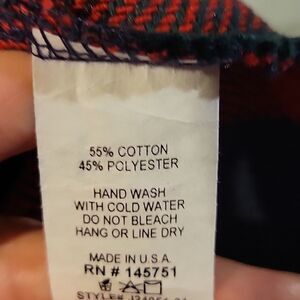 55% COTTON
45% POLYESTER
HAND WASH
WITH COLD WATER
DO NOT BLEACH
HANG OR LINE DRY
MADE IN U.S.A.
RN # 145751